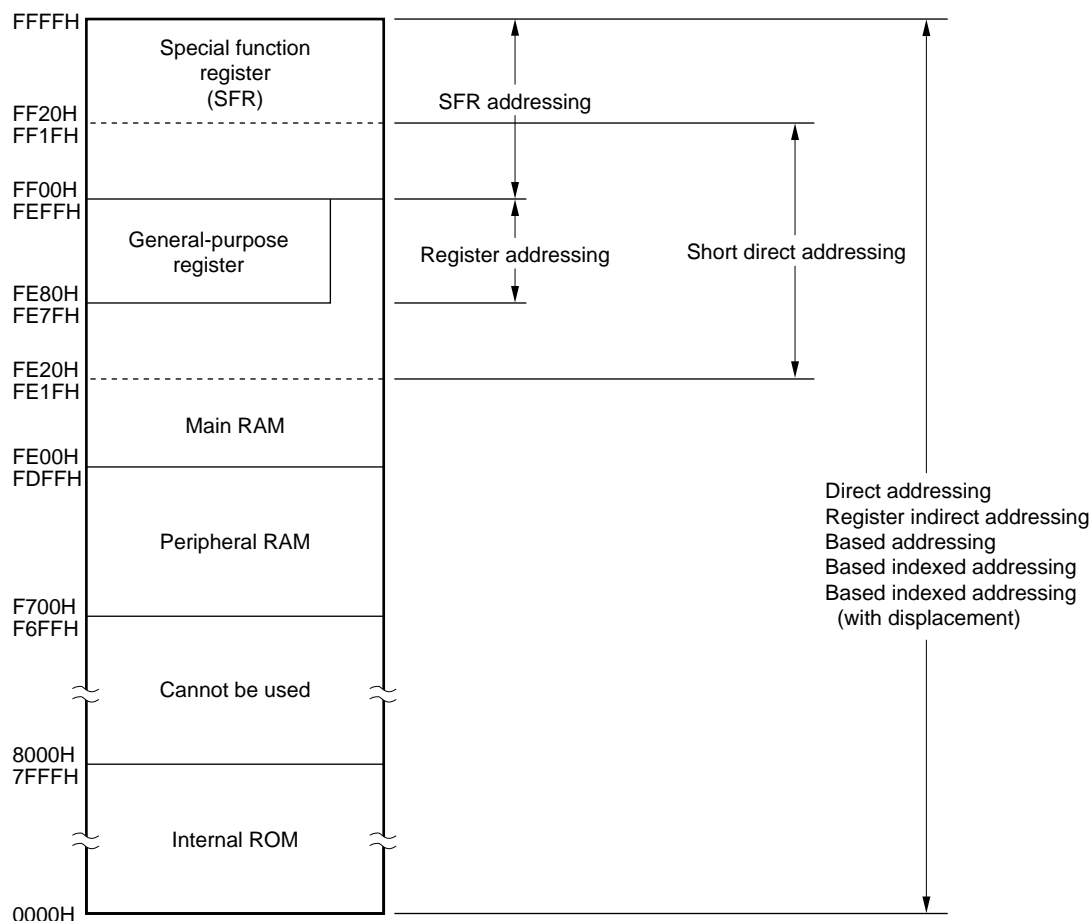 FFFFH
Special function
register
(SFR)
SFR addressing
FF20H
FF1FH
FF00H
FEFFH
General-purpose
register
Register addressing
Short direct addressing
FE80H
FE7FH
FE20H
FE1FH
Main RAM
FE00H
FDFFH
Direct addressing
Register indirect addressing
Based addressing
Based indexed addressing
Based indexed addressing
(with displacement)
Peripheral RAM
F700H
F6FFH
Cannot be used
8000H
7FFFH
Internal ROM
0000H